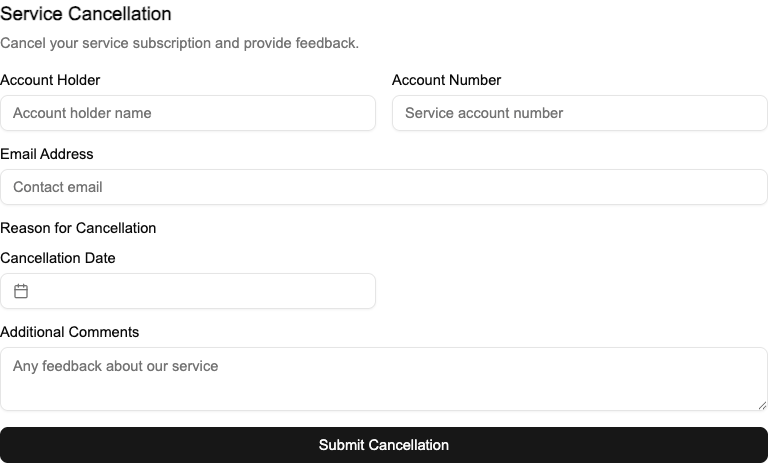 Service Cancellation
Cancel your service subscription and provide feedback.
Account Holder
Account Number
Account holder name
Service account number
Email Address
Contact email
Reason for Cancellation
Cancellation Date
Additional Comments
Any feedback about our service
Submit Cancellation